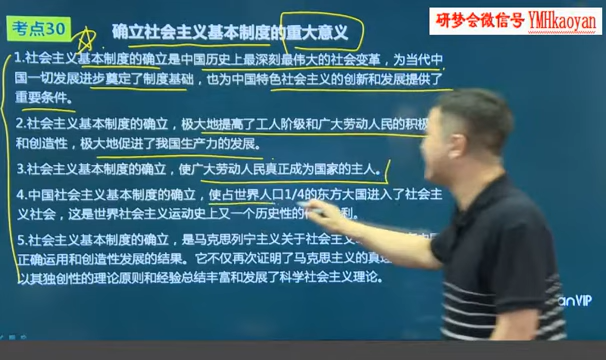 考点30
确立社会主义基本制度的重大意义
研梦会微信号
YMHkaoyan
1.社会主义基本制度的确立是中国历史上最深刻最伟大的社会变革，为当代中
国一切发展进步奠定了制度基础，也为中国特色社会主义的创新和发展提供了
重要条件。
2.社会主义基本制度的确立，极大地提高了工人阶级和广大劳动人民的积极
和创造性，极大地促进了我国生产力的发展。
3.社会主义基本制度的确立，使广大劳动人民真正成为国家的主人。
4.中国社会主义基本制度的确立，使占世界人口1/4的东方大国进入了社会主
义社会，这是世界社会主义运动史上又一个历史性的 利。
5.社会主义基本制度的确立，是马克思列宁主义关于社会主
正确运用和创造性发展的结果。它不仅再次证明了马克思主义的真
以其独创性的理论原则和经验总结丰富和发展了科学社会主义理论。
anVIP